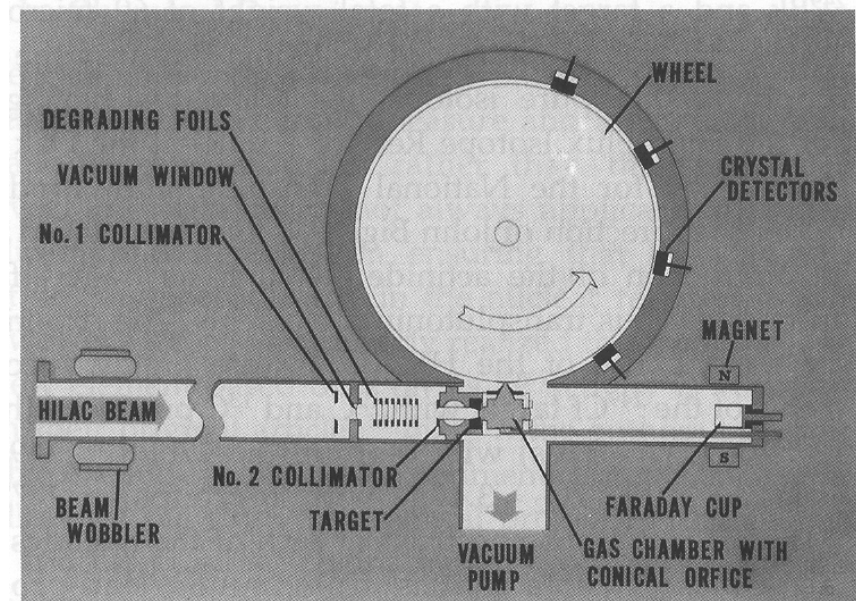 WHEEL
DEGRADING FOILS
VACUUM WINDOW
No. 1 COLLIMATOR
CRYSTAL
DETECTORS
MAGNET
N
HILAC BEAM
S
No. 2 COLLIMATOR
TARGET
BEAM
WOBBLER
VACUUM
PUMP
FARADAY CUP
GAS CHAMBER WITH
CONICAL ORFICE